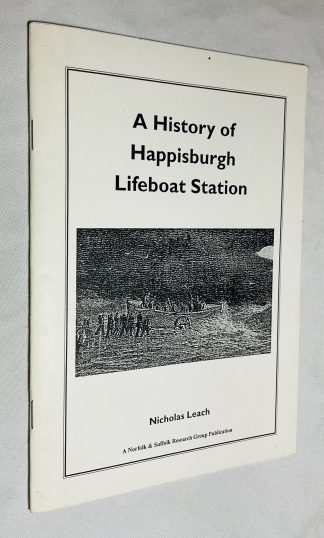 A History of
Happisburgh
Lifeboat Station
Nicholas Leach
A Norfolk & Suffolk Research Group Publication